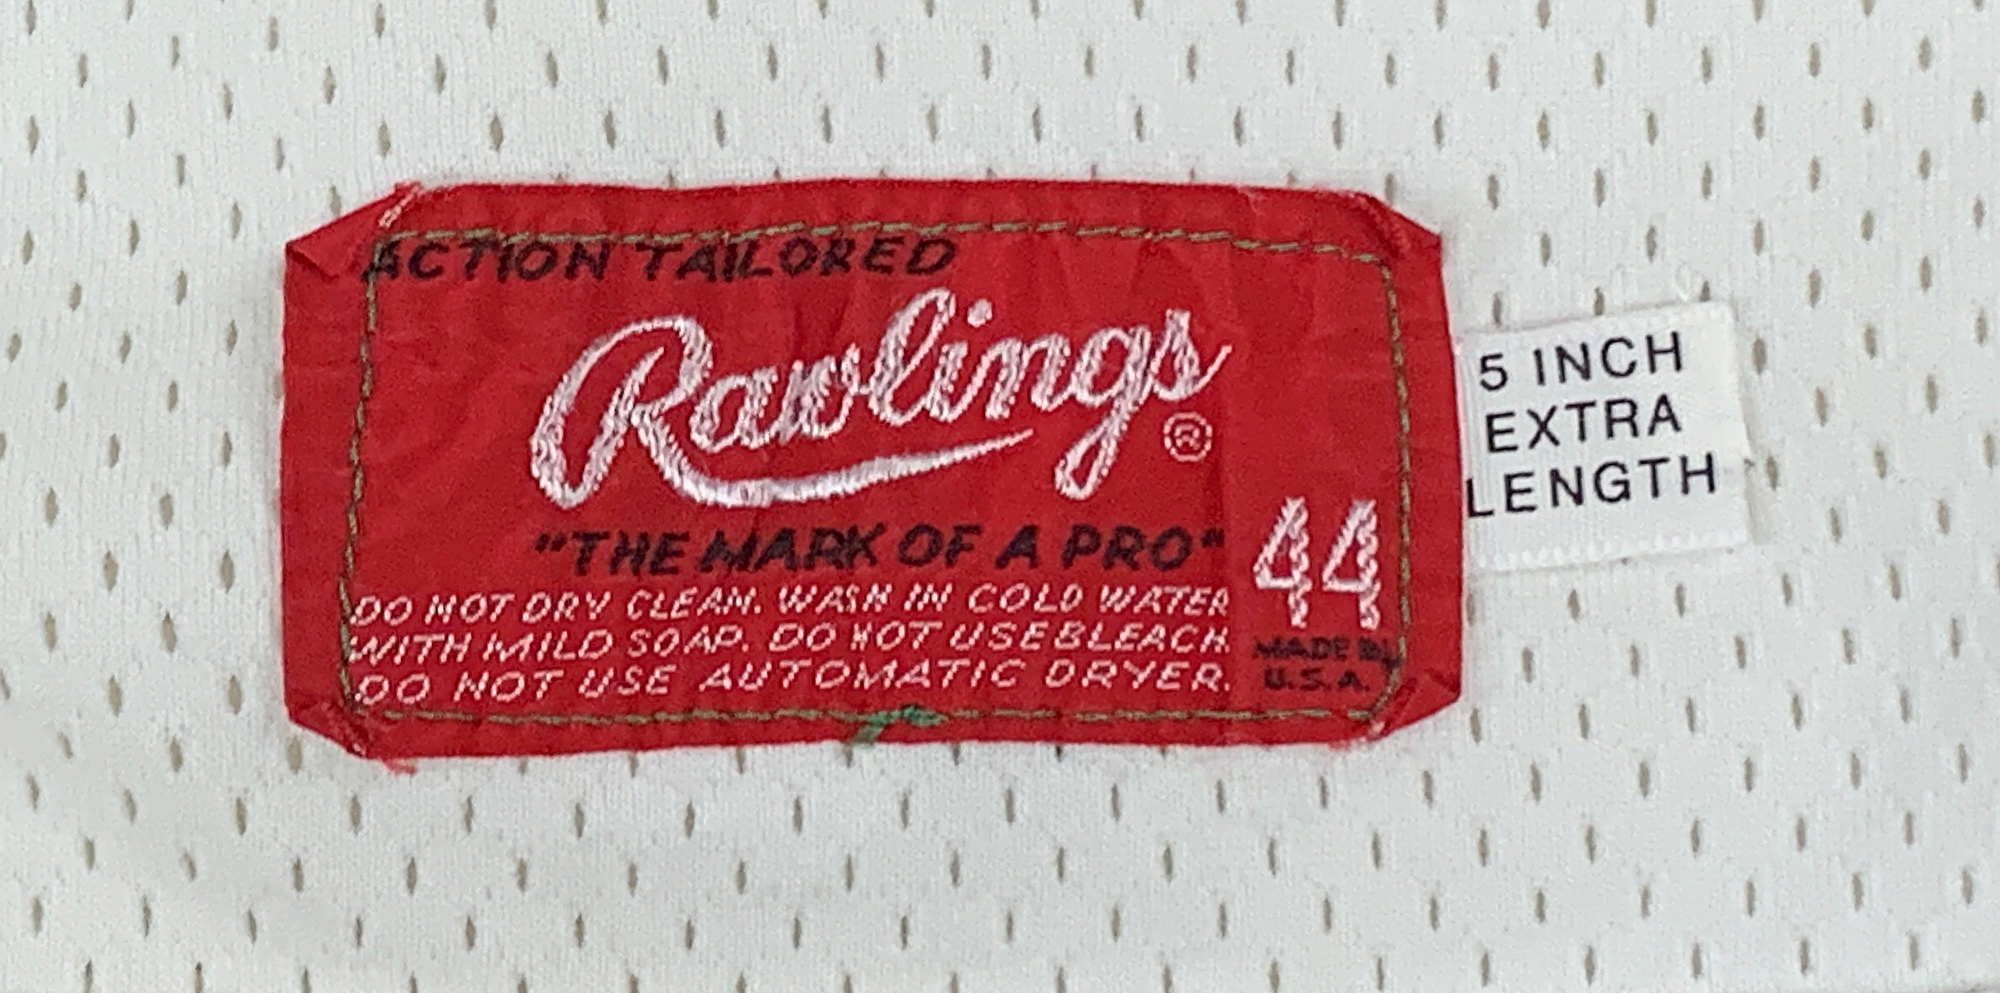 ACTION TAILORED
Rawlings®
"THE MARK OF A PRO"
DO NOT DRY CLEAN. WASH IN COLD WATER
WITH MILD SOAP. DO NOT USE BLEACH.
DO NOT USE AUTOMATIC DRYER.
44
MADE IN
U.S.A.
5 INCH
EXTRA
LENGTH